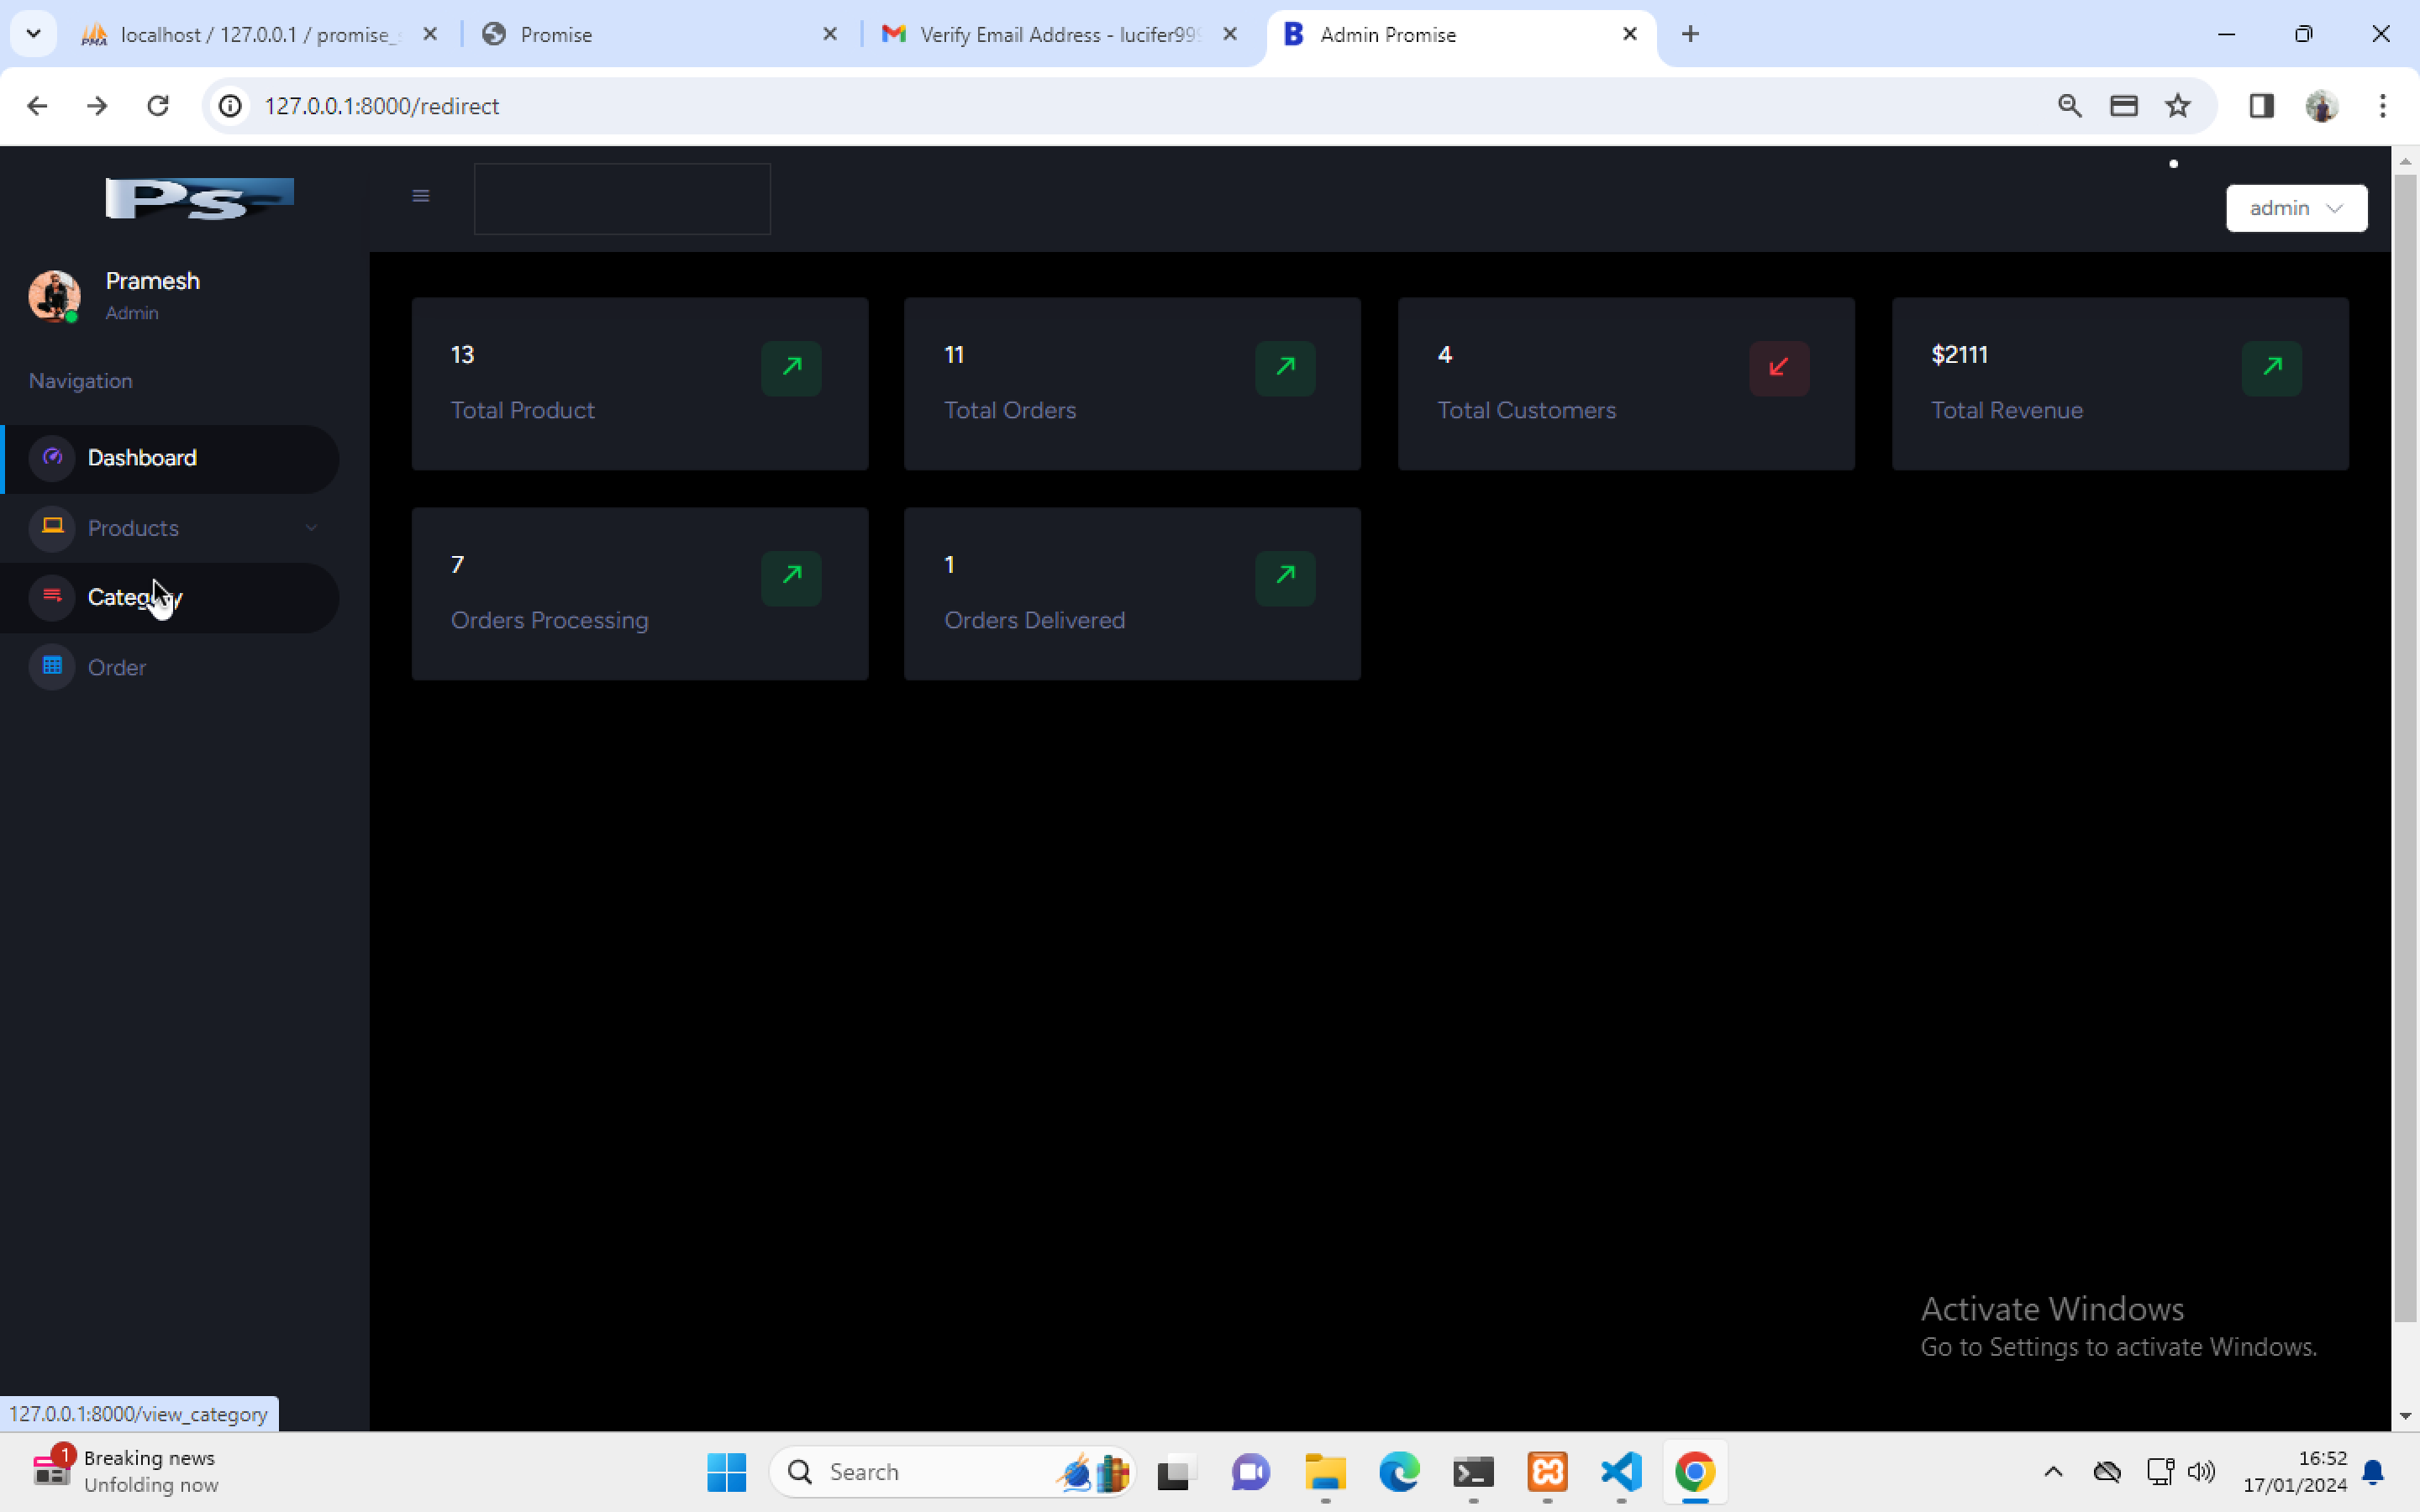 localhost / 127.0.0.1 / promise_s
Promise
Verify Email Address - lucifer999
Admin Promise
127.0.0.1:8000/redirect
Ps
admin
Pramesh
Admin
Navigation
Dashboard
Products
Category
Order
13
Total Product
11
Total Orders
4
Total Customers
$2111
Total Revenue
7
Orders Processing
1
Orders Delivered
Activate Windows
Go to Settings to activate Windows.
127.0.0.1:8000/view_category
1
Breaking news
Unfolding now
Search
16:52
17/01/2024